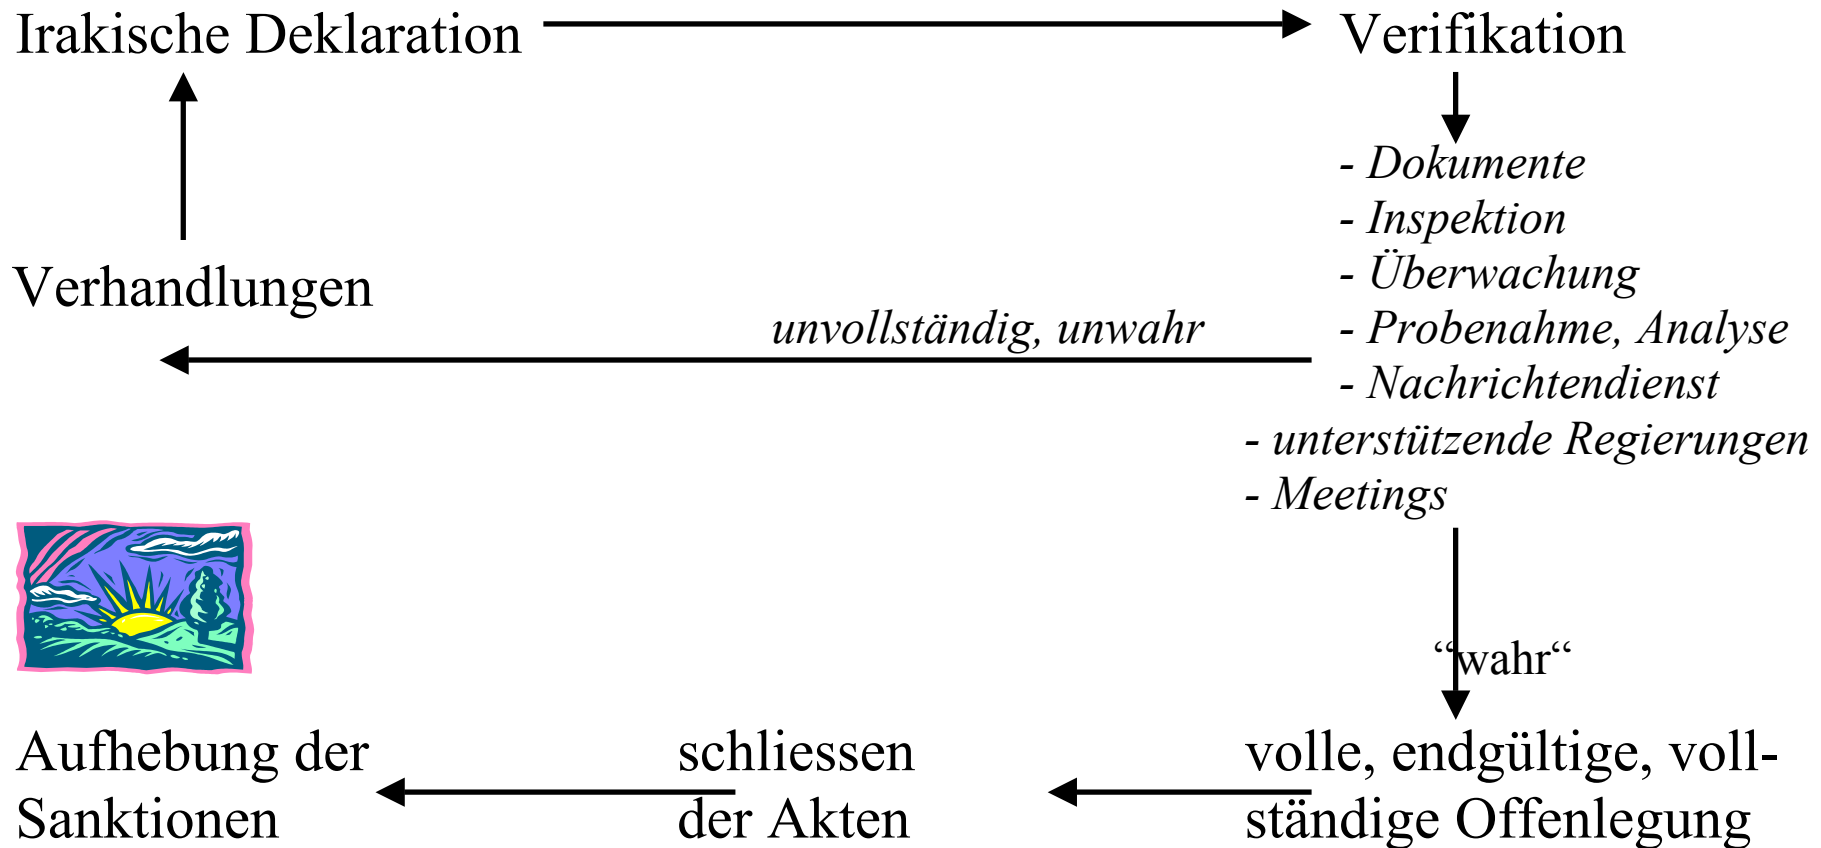 Irakische Deklaration
Verifikation
- Dokumente
- Inspektion
- Überwachung
- Probenahme, Analyse
- Nachrichtendienst
- unterstützende Regierungen
- Meetings
Verhandlungen
unvollständig, unwahr
“wahr“
volle, endgültige, voll-
ständige Offenlegung
schliessen
der Akten
Aufhebung der
Sanktionen